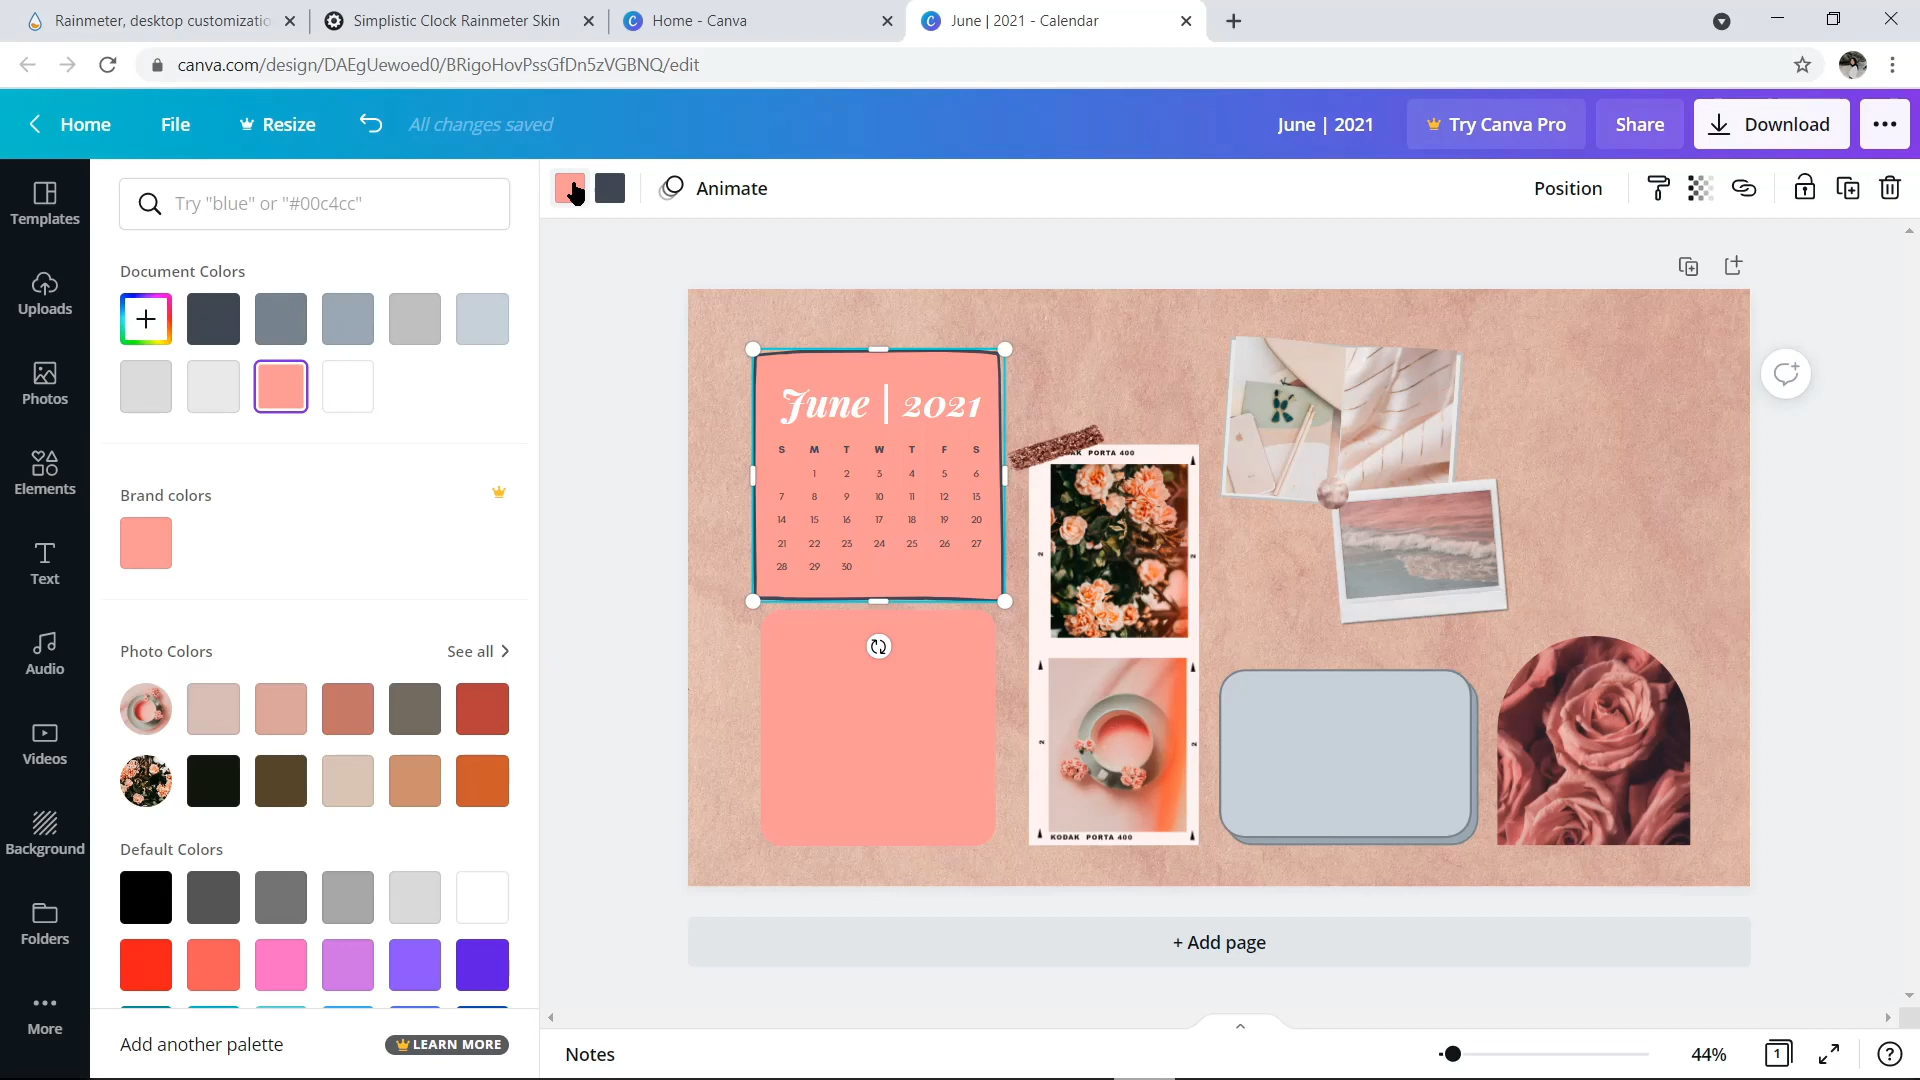 Rainmeter, desktop customizatio
Simplistic Clock Rainmeter Skin
Home - Canva
June | 2021 - Calendar
canva.com/design/DAEgUewoed0/BRigoHovPssGfDn5zVGBNQ/edit
Home
File
Resize
All changes saved
June | 2021
Try Canva Pro
Share
Download
Templates
Uploads
Photos
Elements
Text
Audio
Videos
Background
Folders
More
Try "blue" or "#00c4cc"
Document Colors
Brand colors
Photo Colors
See all
Default Colors
Add another palette
LEARN MORE
Animate
Position
June | 2021
S M T W T F S
1 2 3 4 5 6
7 8 9 10 11 12 13
14 15 16 17 18 19 20
21 22 23 24 25 26 27
28 29 30
PORTA 400
2
2
2
2
KODAK PORTA 400
+ Add page
Notes
44%
1